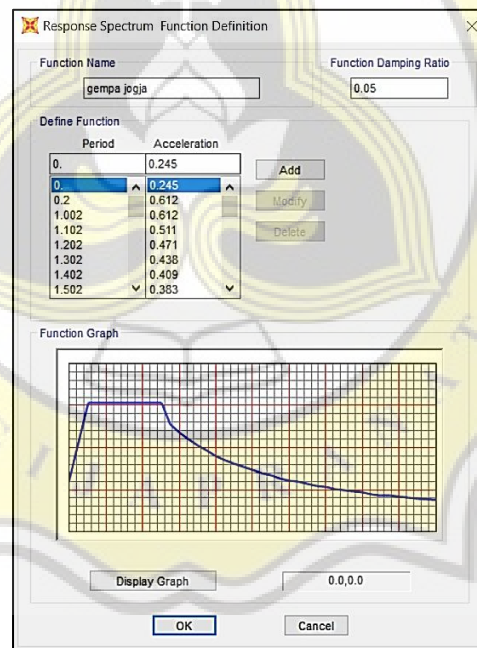 Response Spectrum Function Definition
Function Name
Function Damping Ratio
gempa jogja
0.05
Define Function
Period Acceleration
0. 0.245
Add
0. 0.245
0.2 0.612
Modify
1.002 0.612
1.102 0.511
Delete
1.202 0.471
1.302 0.438
1.402 0.409
1.502 0.383
Function Graph
Display Graph
0.0,0.0
OK
Cancel